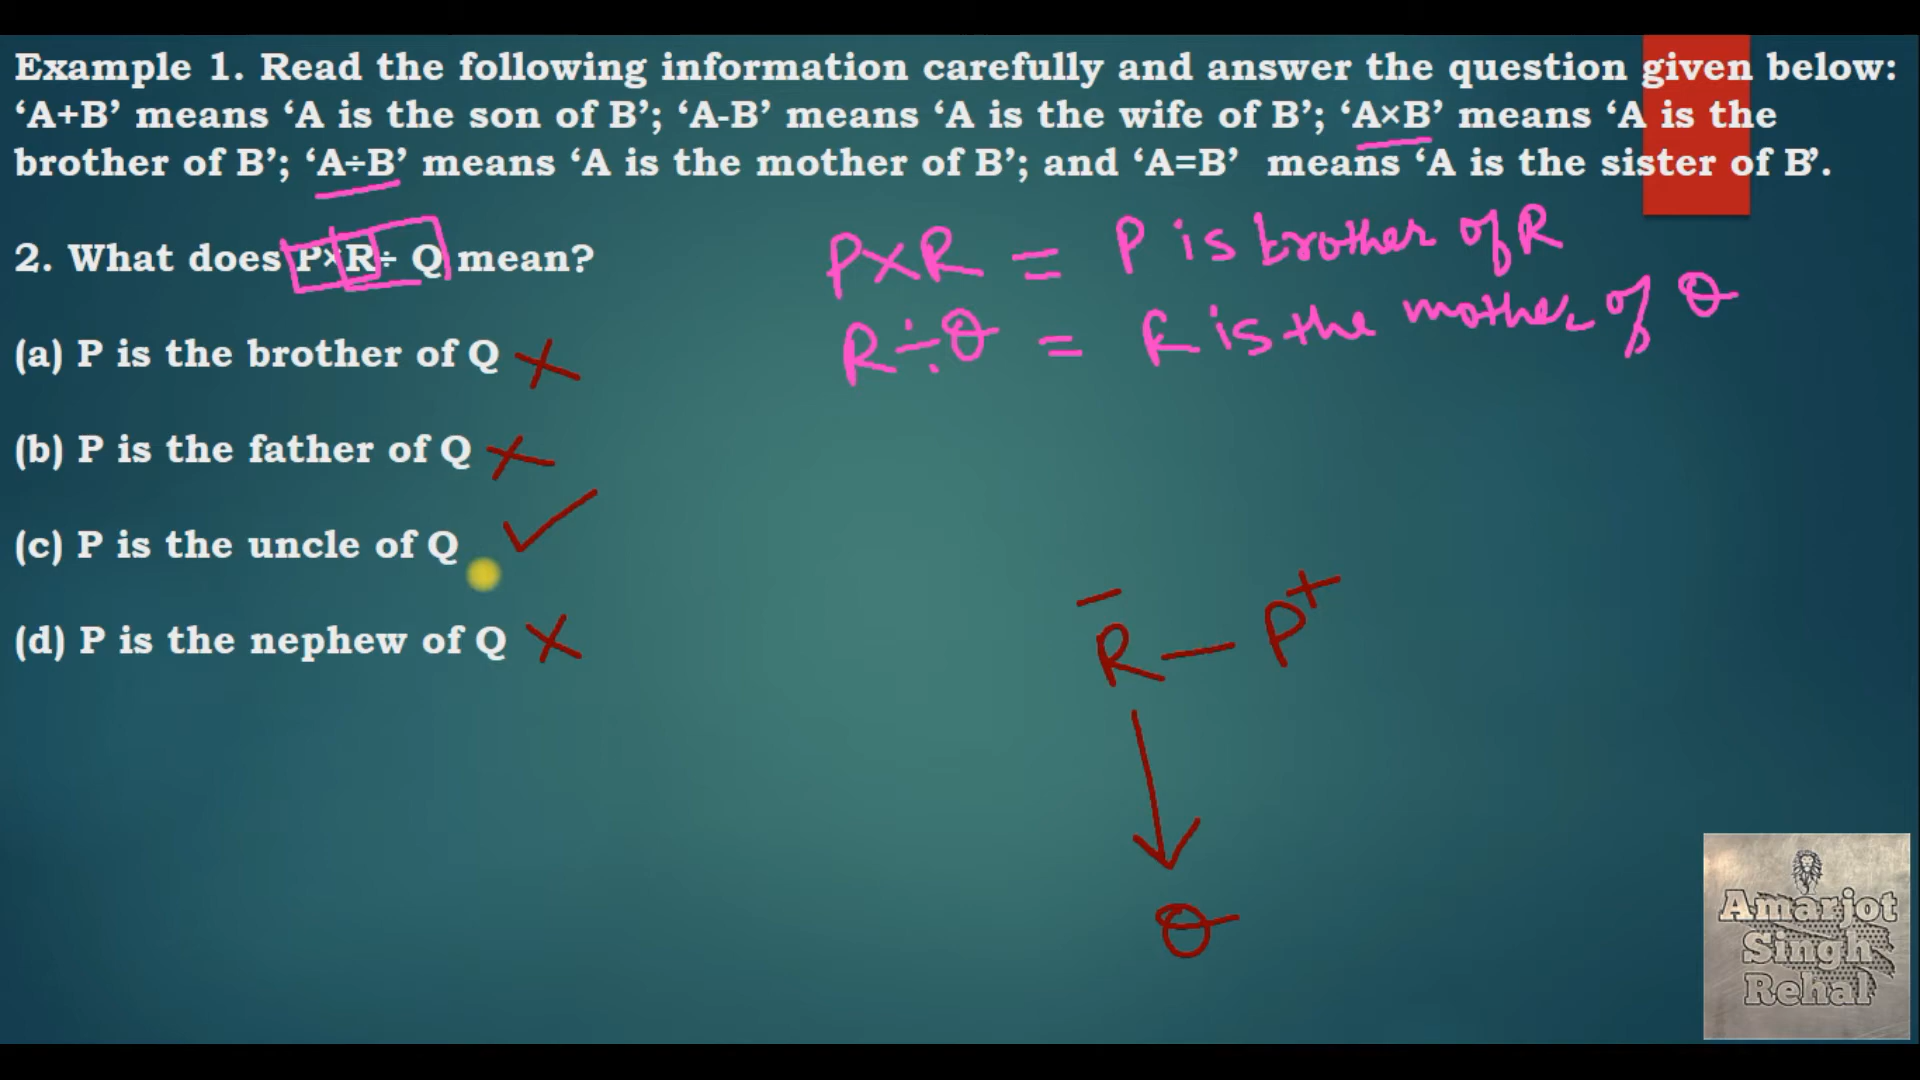 Example 1. Read the following information carefully and answer the question given below:
‘A+B’ means ‘A is the son of B’; ‘A-B’ means ‘A is the wife of B’; ‘A×B’ means ‘A is the
brother of B’; ‘A÷B’ means ‘A is the mother of B’; and ‘A=B’ means ‘A is the sister of B’.
2. What does P×R÷ Q mean?
P×R = P is brother of R
R÷Q = R is the mother of Q
(a) P is the brother of Q ×
(b) P is the father of Q ×
(c) P is the uncle of Q ✓
(d) P is the nephew of Q ×
− +
R — P
Q
Amarjot
Singh
Rehal